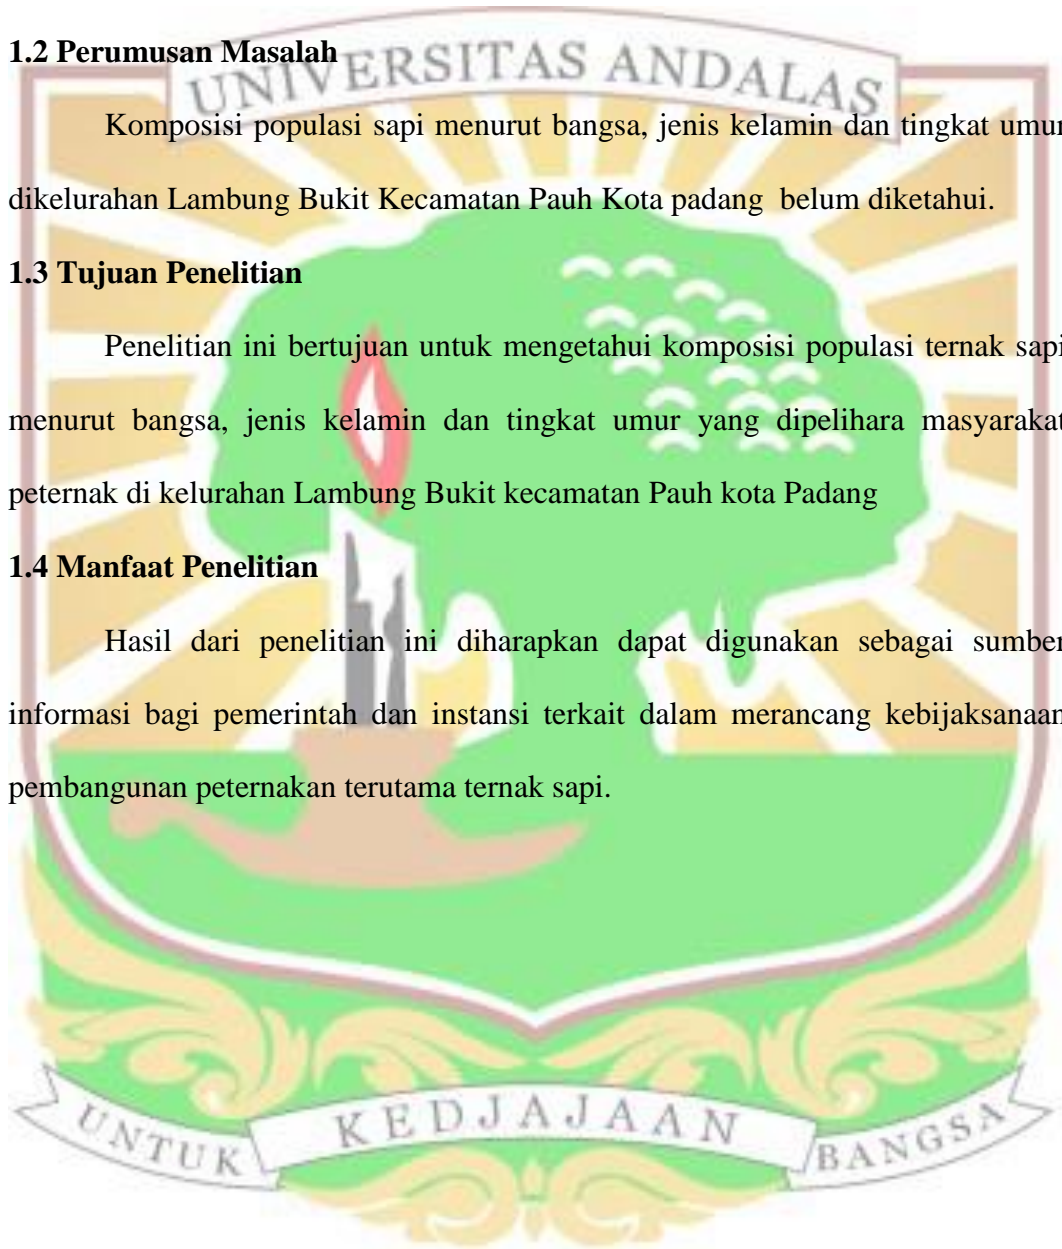 1.2 Perumusan Masalah
UNIVERSITAS ANDALAS
Komposisi populasi sapi menurut bangsa, jenis kelamin dan tingkat umur
dikelurahan Lambung Bukit Kecamatan Pauh Kota padang belum diketahui.
1.3 Tujuan Penelitian
Penelitian ini bertujuan untuk mengetahui komposisi populasi ternak sapi
menurut bangsa, jenis kelamin dan tingkat umur yang dipelihara masyarakat
peternak di kelurahan Lambung Bukit kecamatan Pauh kota Padang
1.4 Manfaat Penelitian
Hasil dari penelitian ini diharapkan dapat digunakan sebagai sumber
informasi bagi pemerintah dan instansi terkait dalam merancang kebijaksanaan
pembangunan peternakan terutama ternak sapi.
UNTUK KEDJAJAAN BANGSA